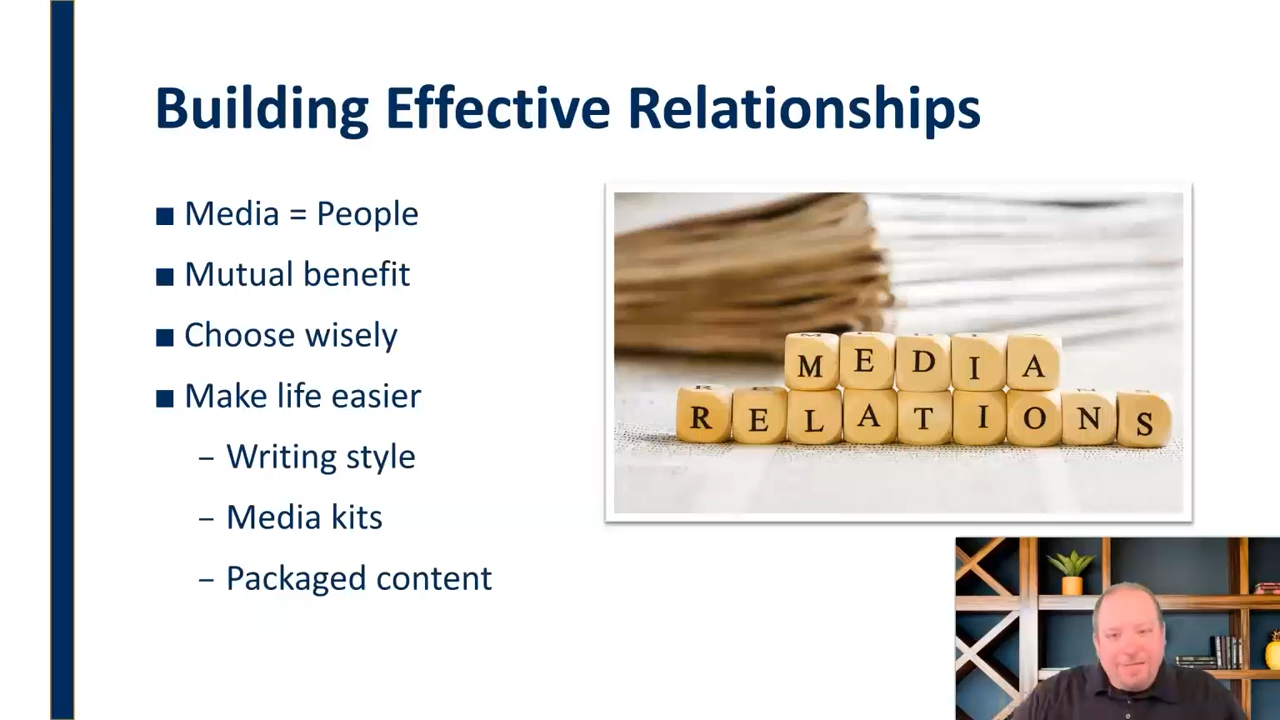 Building Effective Relationships
■ Media = People
■ Mutual benefit
■ Choose wisely
■ Make life easier
– Writing style
– Media kits
– Packaged content
MEDIA
RELATIONS